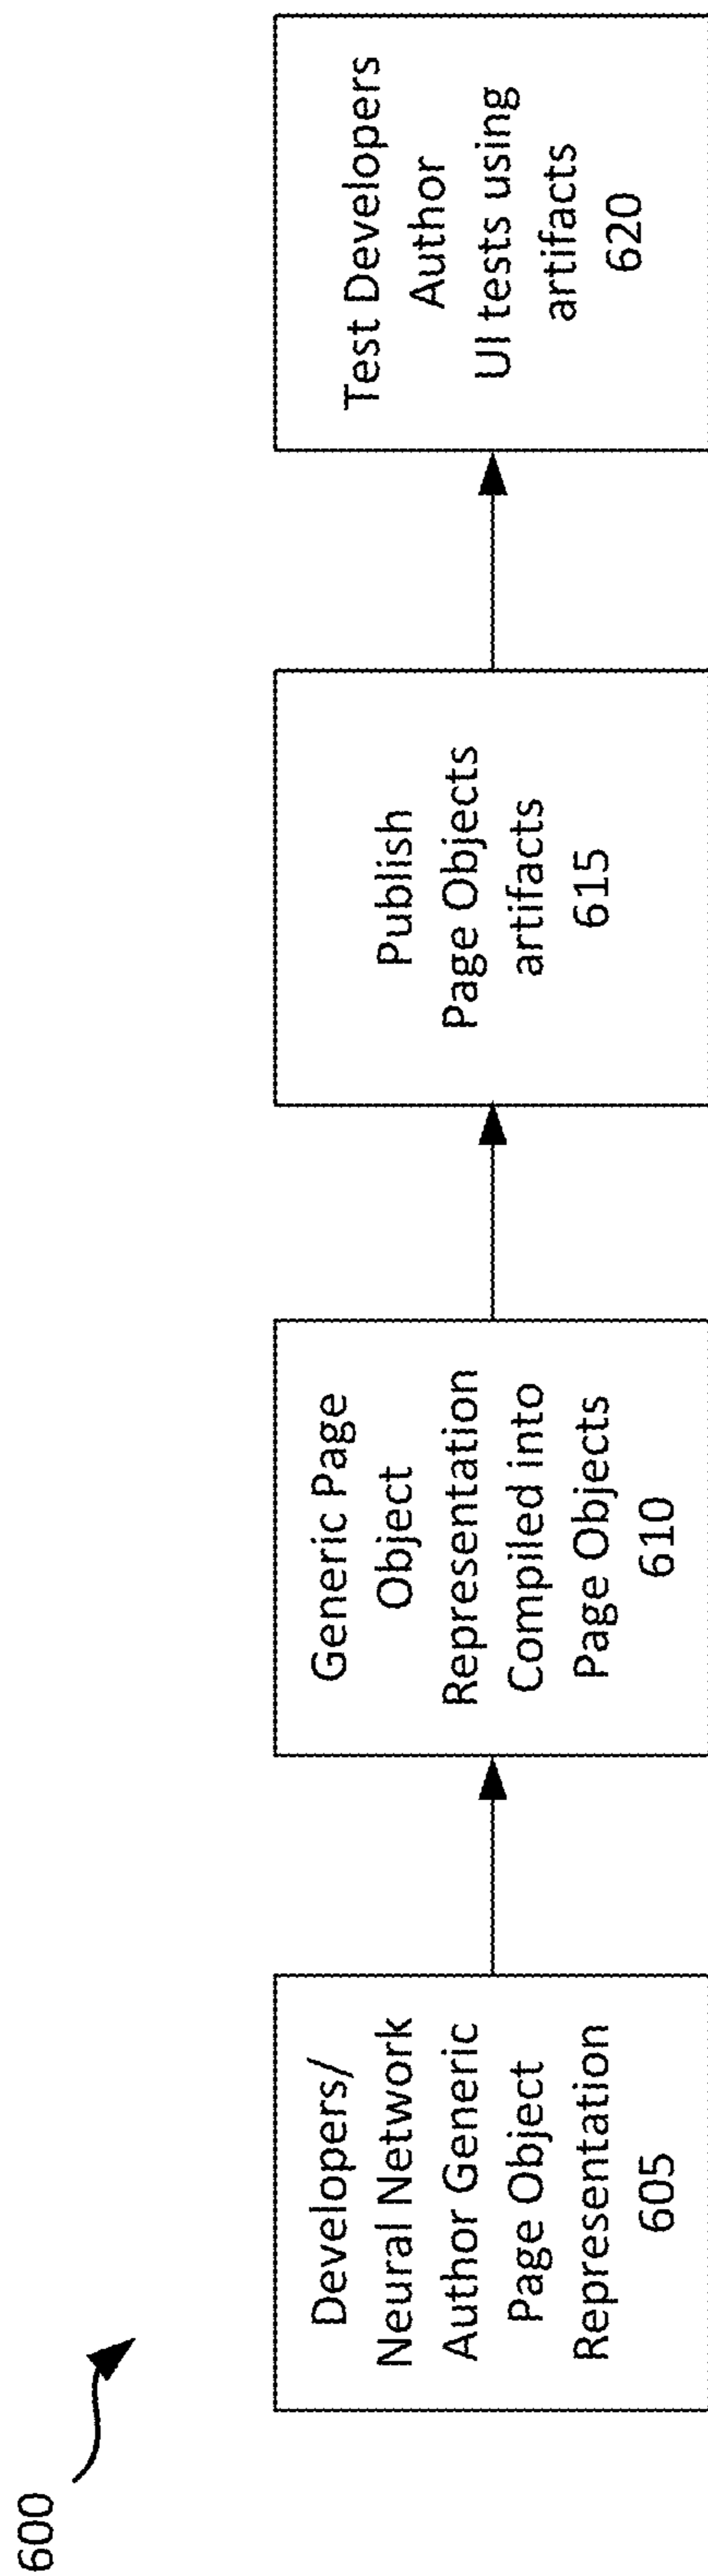 600
Developers/
Neural Network
Author Generic
Page Object
Representation
605
Generic Page
Object
Representation
Compiled into
Page Objects
610
Publish
Page Objects
artifacts
615
Test Developers
Author
UI tests using
artifacts
620